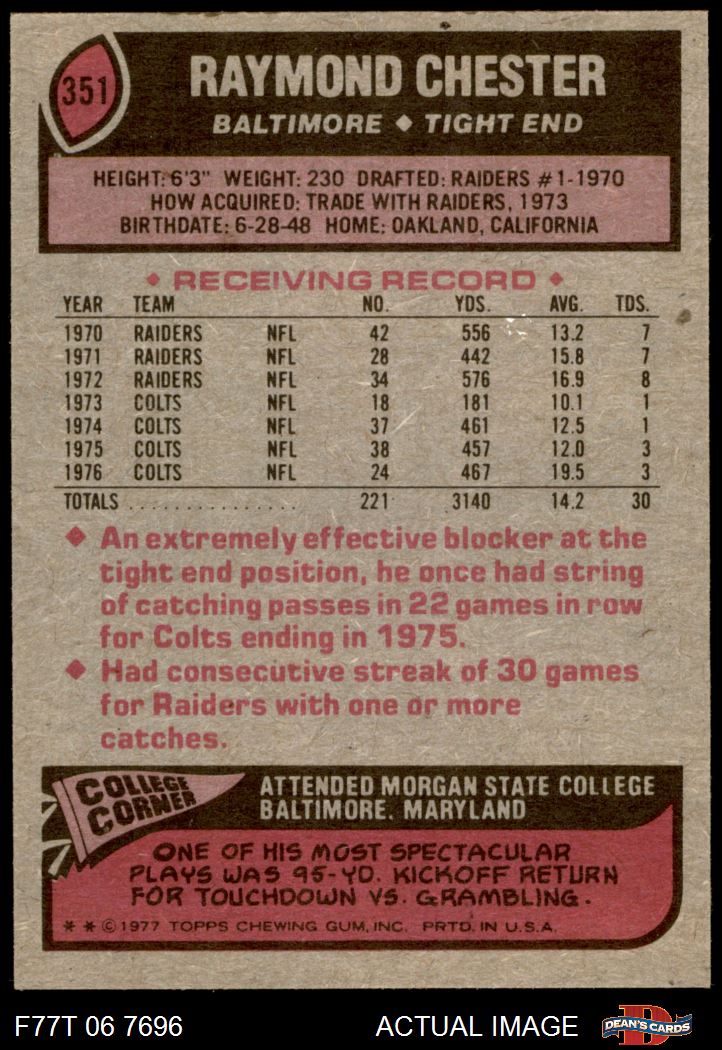 351
RAYMOND CHESTER
BALTIMORE ◆ TIGHT END
HEIGHT: 6'3" WEIGHT: 230 DRAFTED: RAIDERS #1-1970
HOW ACQUIRED: TRADE WITH RAIDERS, 1973
BIRTHDATE: 6-28-48 HOME: OAKLAND, CALIFORNIA
◆ RECEIVING RECORD ◆
YEAR TEAM NO. YDS. AVG. TDS.
1970 RAIDERS NFL 42 556 13.2 7
1971 RAIDERS NFL 28 442 15.8 7
1972 RAIDERS NFL 34 576 16.9 8
1973 COLTS NFL 18 181 10.1 1
1974 COLTS NFL 37 461 12.5 1
1975 COLTS NFL 38 457 12.0 3
1976 COLTS NFL 24 467 19.5 3
TOTALS . . . . . . . . . . . . . . . 221 3140 14.2 30
◆ An extremely effective blocker at the
tight end position, he once had string
of catching passes in 22 games in row
for Colts ending in 1975.
◆ Had consecutive streak of 30 games
for Raiders with one or more
catches.
COLLEGE
CORNER
ATTENDED MORGAN STATE COLLEGE
BALTIMORE, MARYLAND
ONE OF HIS MOST SPECTACULAR
PLAYS WAS 95-YD. KICKOFF RETURN
FOR TOUCHDOWN VS. GRAMBLING.
* * © 1977 TOPPS CHEWING GUM, INC. PRTD. IN U.S.A.
F77T 06 7696 ACTUAL IMAGE
D
DEAN'S CARDS